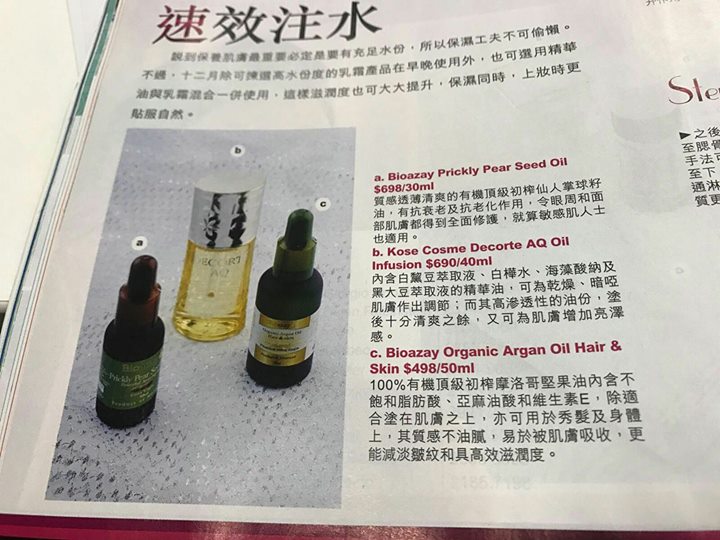 速效注水
說到保養肌膚最重要必定是要有充足水份，所以保濕工夫不可偷懶。
不過，十二月除可揀選高水份度的乳霜產品在早晚使用外，也可選用精華
油與乳霜混合一併使用，這樣滋潤度也可大大提升，保濕同時，上妝時更
貼服自然。
a
b
c
DECORTÉ
AQ
Bio
Prickly Pear Se
Organic Argan Oil
Hair & Skin
a. Bioazay Prickly Pear Seed Oil
$698/30ml
質感透薄清爽的有機頂級初榨仙人掌球籽
油，有抗衰老及抗老化作用，令眼周和面
部肌膚都得到全面修護，就算敏感肌人士
也適用。
b. Kose Cosme Decorte AQ Oil
Infusion $690/40ml
內含白蘞豆萃取液、白樺水、海藻酸納及
黑大豆萃取液的精華油，可為乾燥、暗啞
肌膚作出調節；而其高滲透性的油份，塗
後十分清爽之餘，又可為肌膚增加亮澤
感。
c. Bioazay Organic Argan Oil Hair &
Skin $498/50ml
100%有機頂級初榨摩洛哥堅果油內含不
飽和脂肪酸、亞麻油酸和維生素E，除適
合塗在肌膚之上，亦可用於秀髮及身體
上，其質感不油膩，易於被肌膚吸收，更
能減淡皺紋和具高效滋潤度。
Ste
▶之後
至腮骨
手法可
至下
通淋
質更